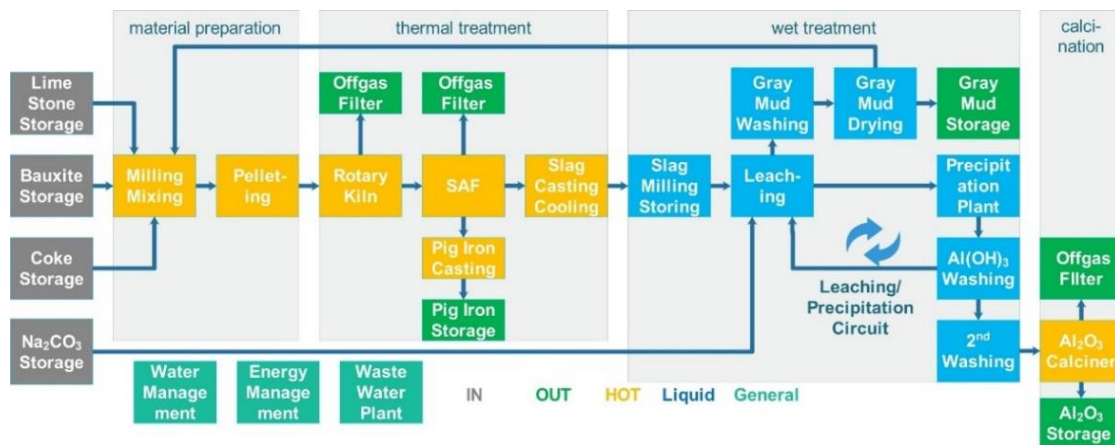 material preparation
thermal treatment
wet treatment
calci-
nation
Lime
Stone
Storage
Offgas
Filter
Offgas
Filter
Gray
Mud
Washing
Gray
Mud
Drying
Gray
Mud
Storage
Bauxite
Storage
Milling
Mixing
Pellet-
ing
Rotary
Kiln
SAF
Slag
Casting
Cooling
Slag
Milling
Storing
Leach-
ing
Precipit
ation
Plant
Coke
Storage
Pig Iron
Casting
Leaching/
Precipitation
Circuit
Al(OH)₃
Washing
Offgas
FIlter
Pig Iron
Storage
Na₂CO₃
Storage
2nd
Washing
Al₂O₃
Calciner
Water
Manage
ment
Energy
Manage
ment
Waste
Water
Plant
IN
OUT
HOT
Liquid
General
Al₂O₃
Storage